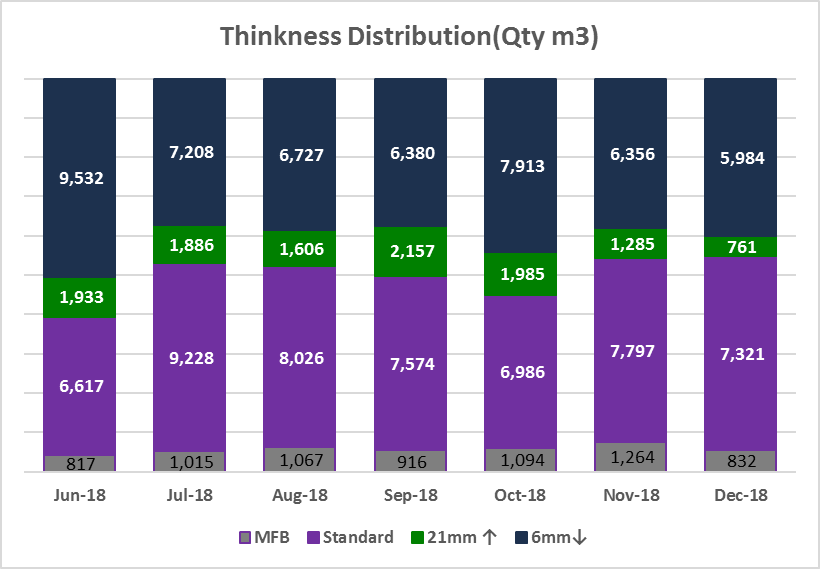 Thinkness Distribution(Qty m3)
9,532 7,208 6,727 6,380 7,913 6,356 5,984
1,933 1,886 1,606 2,157 1,985 1,285 761
6,617 9,228 8,026 7,574 6,986 7,797 7,321
817 1,015 1,067 916 1,094 1,264 832
Jun-18 Jul-18 Aug-18 Sep-18 Oct-18 Nov-18 Dec-18
MFB Standard 21mm ↑ 6mm↓